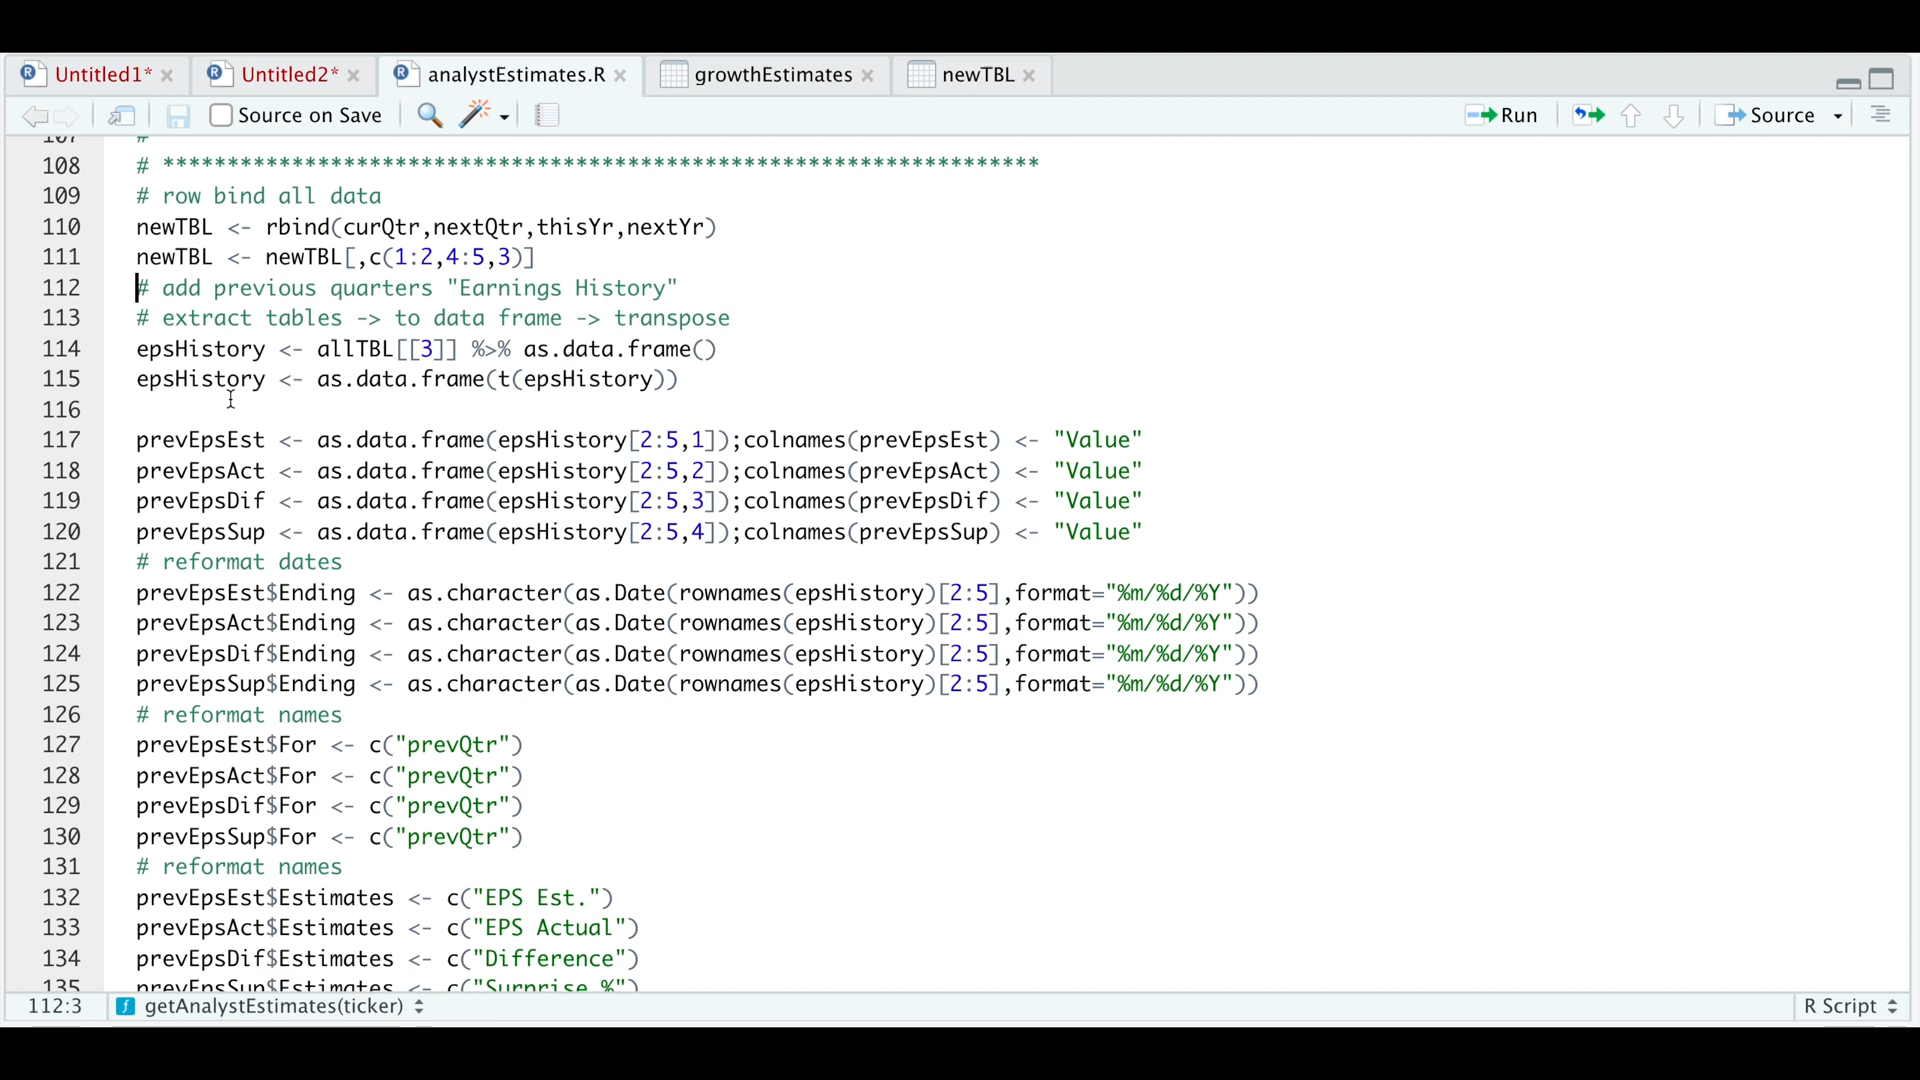 Untitled1*
Untitled2*
analystEstimates.R
growthEstimates
newTBL
Source on Save
Run
Source
107 #
108 # ********************************************************************
109 # row bind all data
110 newTBL <- rbind(curQtr,nextQtr,thisYr,nextYr)
111 newTBL <- newTBL[,c(1:2,4:5,3)]
112 # add previous quarters "Earnings History"
113 # extract tables -> to data frame -> transpose
114 epsHistory <- allTBL[[3]] %>% as.data.frame()
115 epsHistory <- as.data.frame(t(epsHistory))
116
117 prevEpsEst <- as.data.frame(epsHistory[2:5,1]);colnames(prevEpsEst) <- "Value"
118 prevEpsAct <- as.data.frame(epsHistory[2:5,2]);colnames(prevEpsAct) <- "Value"
119 prevEpsDif <- as.data.frame(epsHistory[2:5,3]);colnames(prevEpsDif) <- "Value"
120 prevEpsSup <- as.data.frame(epsHistory[2:5,4]);colnames(prevEpsSup) <- "Value"
121 # reformat dates
122 prevEpsEst$Ending <- as.character(as.Date(rownames(epsHistory)[2:5],format="%m/%d/%Y"))
123 prevEpsAct$Ending <- as.character(as.Date(rownames(epsHistory)[2:5],format="%m/%d/%Y"))
124 prevEpsDif$Ending <- as.character(as.Date(rownames(epsHistory)[2:5],format="%m/%d/%Y"))
125 prevEpsSup$Ending <- as.character(as.Date(rownames(epsHistory)[2:5],format="%m/%d/%Y"))
126 # reformat names
127 prevEpsEst$For <- c("prevQtr")
128 prevEpsAct$For <- c("prevQtr")
129 prevEpsDif$For <- c("prevQtr")
130 prevEpsSup$For <- c("prevQtr")
131 # reformat names
132 prevEpsEst$Estimates <- c("EPS Est.")
133 prevEpsAct$Estimates <- c("EPS Actual")
134 prevEpsDif$Estimates <- c("Difference")
135 prevEpsSup$Estimates <- c("Surprise %")
112:3
getAnalystEstimates(ticker)
R Script